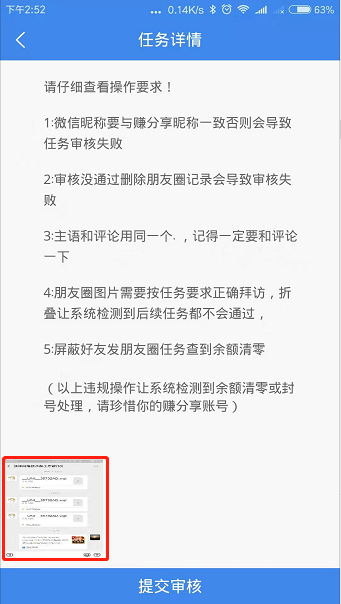 下午2:52
...0.14K/s
63%
任务详情
请仔细查看操作要求！
1:微信昵称要与赚分享昵称一致否则会导致
任务审核失败
2:审核没通过删除朋友圈记录会导致审核失
败
3:主语和评论用同一个. ，记得一定要和评论
一下
4:朋友圈图片需要按任务要求正确拜访，折
叠让系统检测到后续任务都不会通过，
5:屏蔽好友发朋友圈任务查到余额清零
（以上违规操作让系统检测到余额清零或封
号处理，请珍惜你的赚分享账号）
提交审核